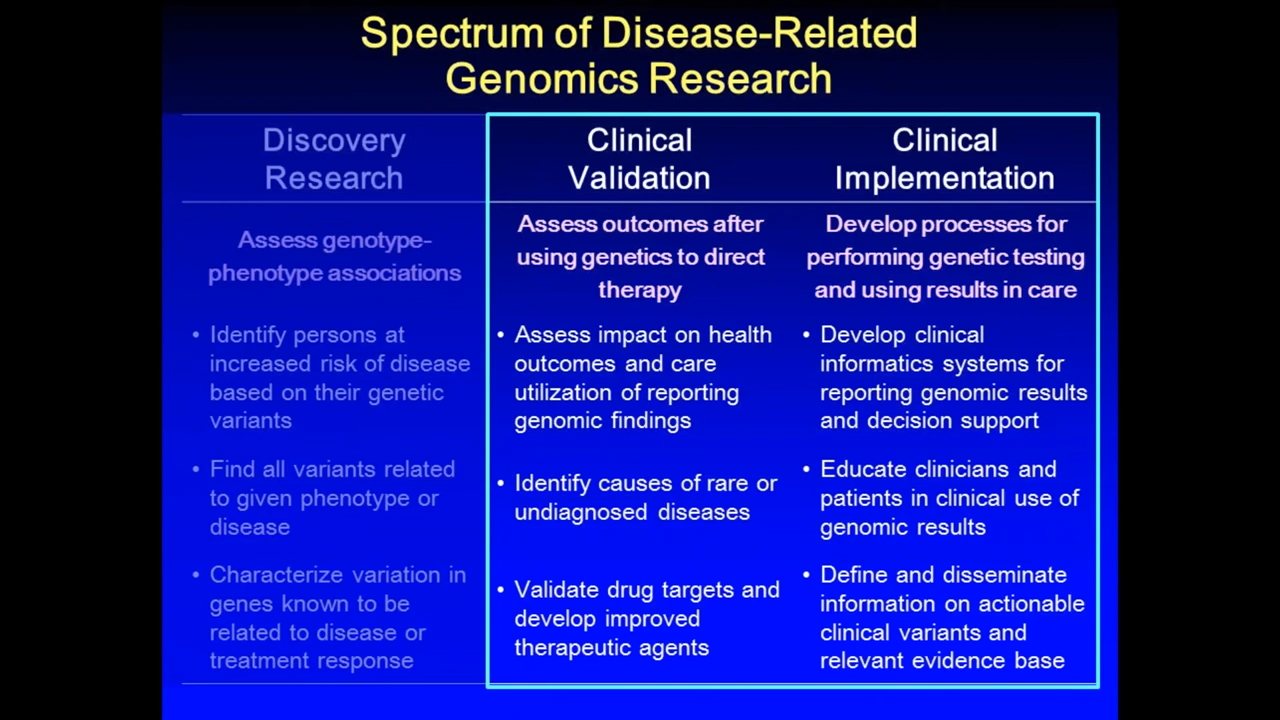 Spectrum of Disease-Related
Genomics Research
Discovery
Research
Assess genotype-
phenotype associations
• Identify persons at
increased risk of disease
based on their genetic
variants
• Find all variants related
to given phenotype or
disease
• Characterize variation in
genes known to be
related to disease or
treatment response
Clinical
Validation
Assess outcomes after
using genetics to direct
therapy
• Assess impact on health
outcomes and care
utilization of reporting
genomic findings
• Identify causes of rare or
undiagnosed diseases
• Validate drug targets and
develop improved
therapeutic agents
Clinical
Implementation
Develop processes for
performing genetic testing
and using results in care
• Develop clinical
informatics systems for
reporting genomic results
and decision support
• Educate clinicians and
patients in clinical use of
genomic results
• Define and disseminate
information on actionable
clinical variants and
relevant evidence base